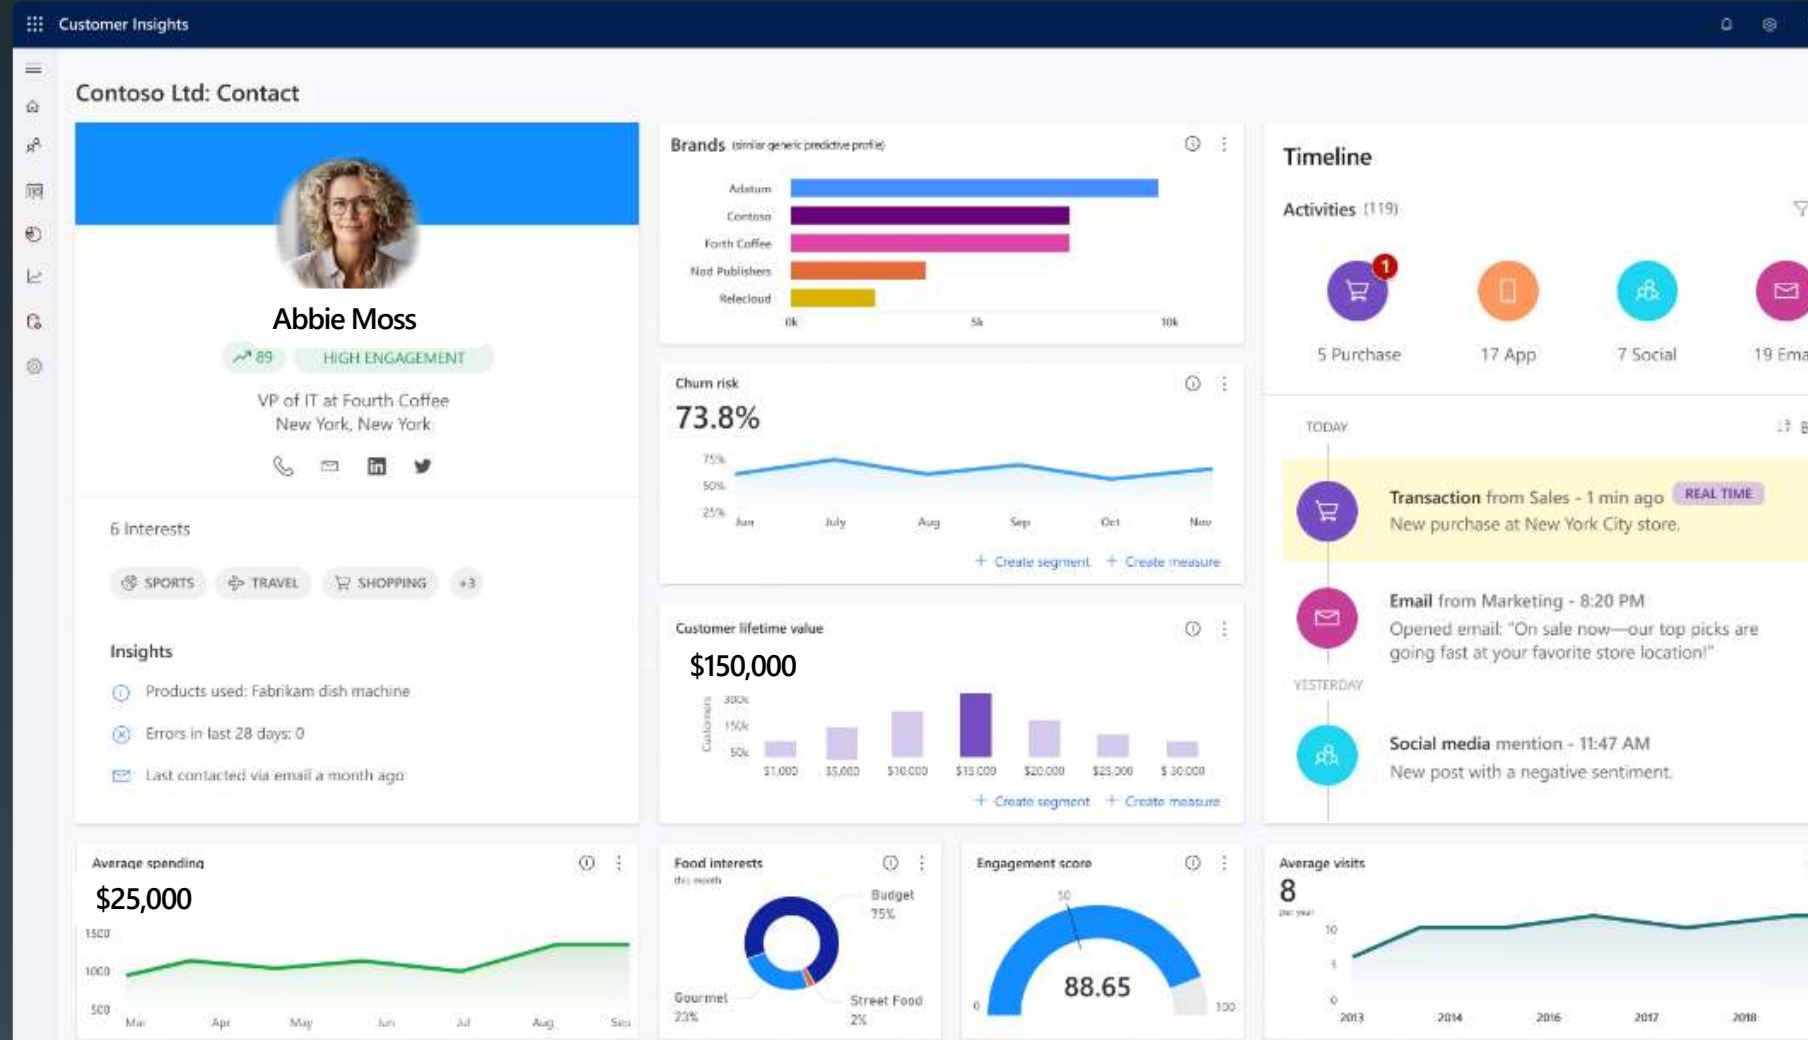 Customer Insights
Contoso Ltd: Contact
Abbie Moss
89
HIGH ENGAGEMENT
VP of IT at Fourth Coffee
New York, New York
6 Interests
SPORTS
TRAVEL
SHOPPING
+3
Insights
Products used: Fabrikam dish machine
Errors in last 28 days: 0
Last contacted via email a month ago
Brands (similar generic predictive profile)
Adatum
Contoso
Forth Coffee
Nod Publishers
Relecloud
0k 5k 10k
Churn risk
73.8%
75%
50%
25%
Jun July Aug Sep Oct Nov
+ Create segment + Create measure
Customer lifetime value
$150,000
Customers
300k
150k
50k
$1,000 $5,000 $10,000 $15,000 $20,000 $25,000 $ 30,000
+ Create segment + Create measure
Timeline
Activities (119)
1
5 Purchase
17 App
7 Social
19 Ema
TODAY
Transaction from Sales - 1 min ago REAL TIME
New purchase at New York City store.
Email from Marketing - 8:20 PM
Opened email: "On sale now—our top picks are
going fast at your favorite store location!"
YESTERDAY
Social media mention - 11:47 AM
New post with a negative sentiment.
Average spending
$25,000
1500
1000
500
Mar Apr May Jun Jul Aug
Food interests
this month
Budget
75%
Gourmet
23%
Street Food
2%
Engagement score
50
0
88.65
100
Average visits
8
per year
10
5
0
2013 2014 2016 2017 2018